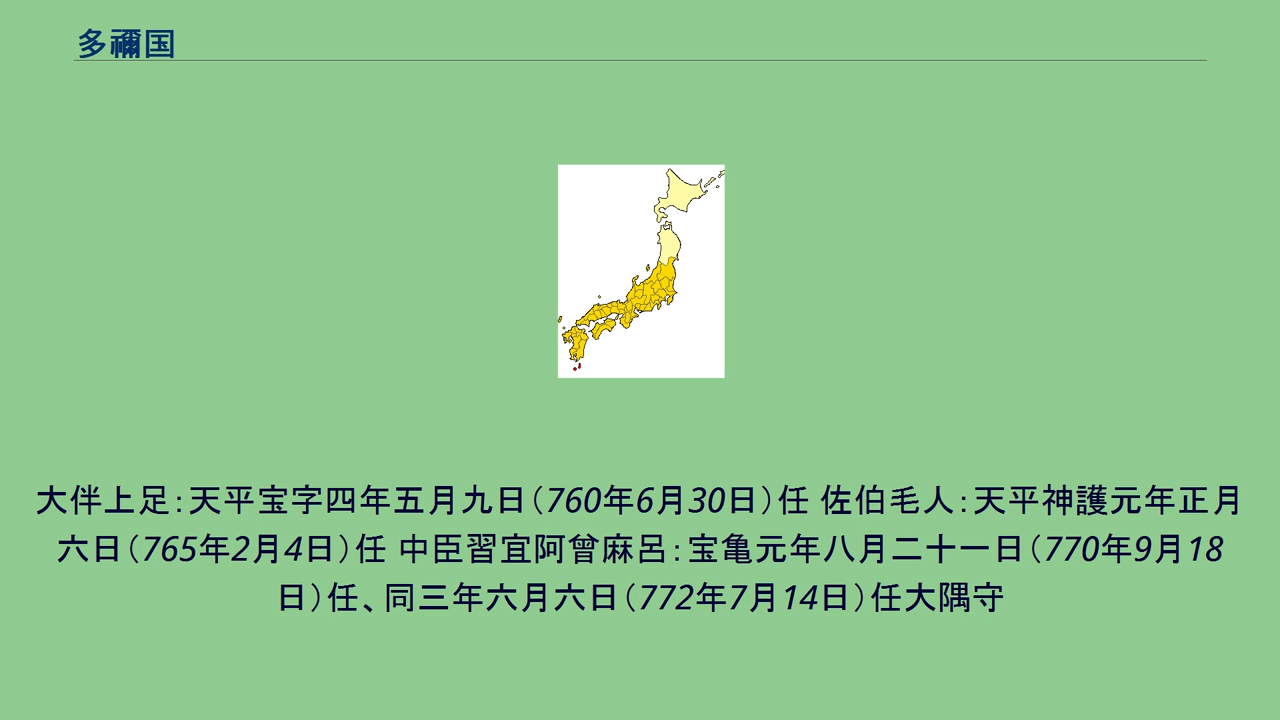 多禰国
大伴上足：天平宝字四年五月九日（760年6月30日）任 佐伯毛人：天平神護元年正月
六日（765年2月4日）任 中臣習宜阿曾麻呂：宝亀元年八月二十一日（770年9月18
日）任、同三年六月六日（772年7月14日）任大隅守